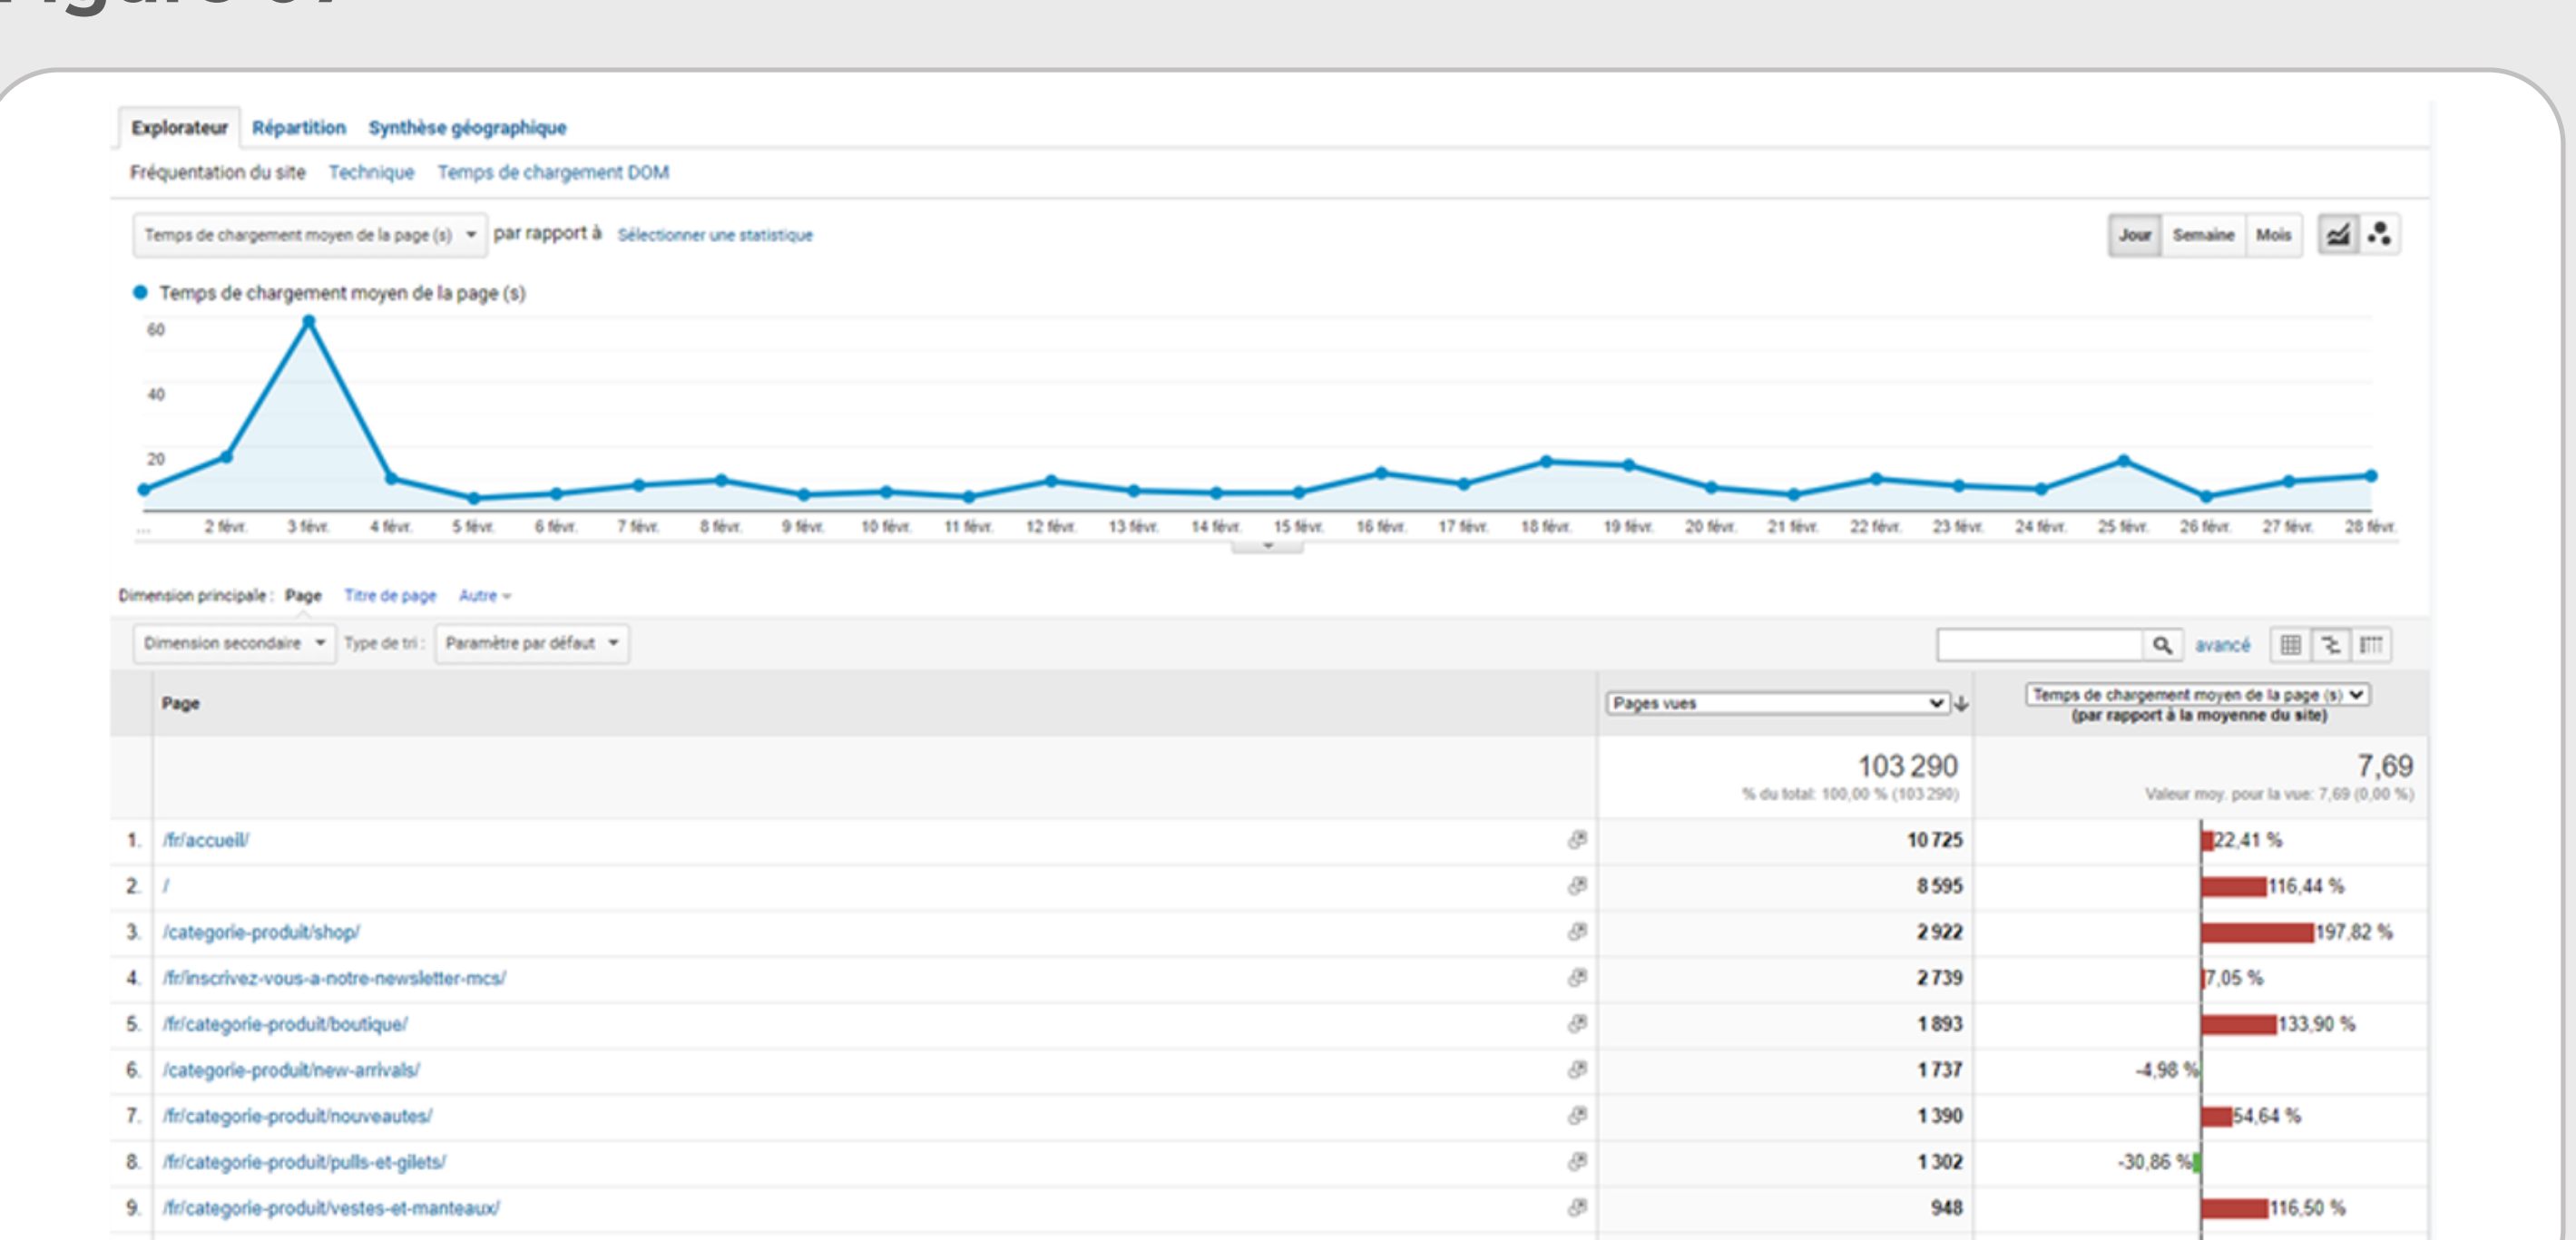 Explorateur Répartition Synthèse géographique
Fréquentation du site Technique Temps de chargement DOM
Temps de chargement moyen de la page (s) par rapport à Sélectionner une statistique Jour Semaine Mois
Temps de chargement moyen de la page (s)
60
40
20
... 2 févr. 3 févr. 4 févr. 5 févr. 6 févr. 7 févr. 8 févr. 9 févr. 10 févr. 11 févr. 12 févr. 13 févr. 14 févr. 15 févr. 16 févr. 17 févr. 18 févr. 19 févr. 20 févr. 21 févr. 22 févr. 23 févr. 24 févr. 25 févr. 26 févr. 27 févr. 28 févr.
Dimension principale : Page Titre de page Autre
Dimension secondaire Type de tri : Paramètre par défaut avancé
Page Pages vues Temps de chargement moyen de la page (s)
(par rapport à la moyenne du site)
103 290 7,69
% du total: 100,00 % (103 290) Valeur moy. pour la vue: 7,69 (0,00 %)
1. /fr/accueil/ 10 725 22,41 %
2. / 8 595 116,44 %
3. /categorie-produit/shop/ 2 922 197,82 %
4. /fr/inscrivez-vous-a-notre-newsletter-mcs/ 2 739 7,05 %
5. /fr/categorie-produit/boutique/ 1 893 133,90 %
6. /categorie-produit/new-arrivals/ 1 737 -4,98 %
7. /fr/categorie-produit/nouveautes/ 1 390 54,64 %
8. /fr/categorie-produit/pulls-et-gilets/ 1 302 -30,86 %
9. /fr/categorie-produit/vestes-et-manteaux/ 948 116,50 %